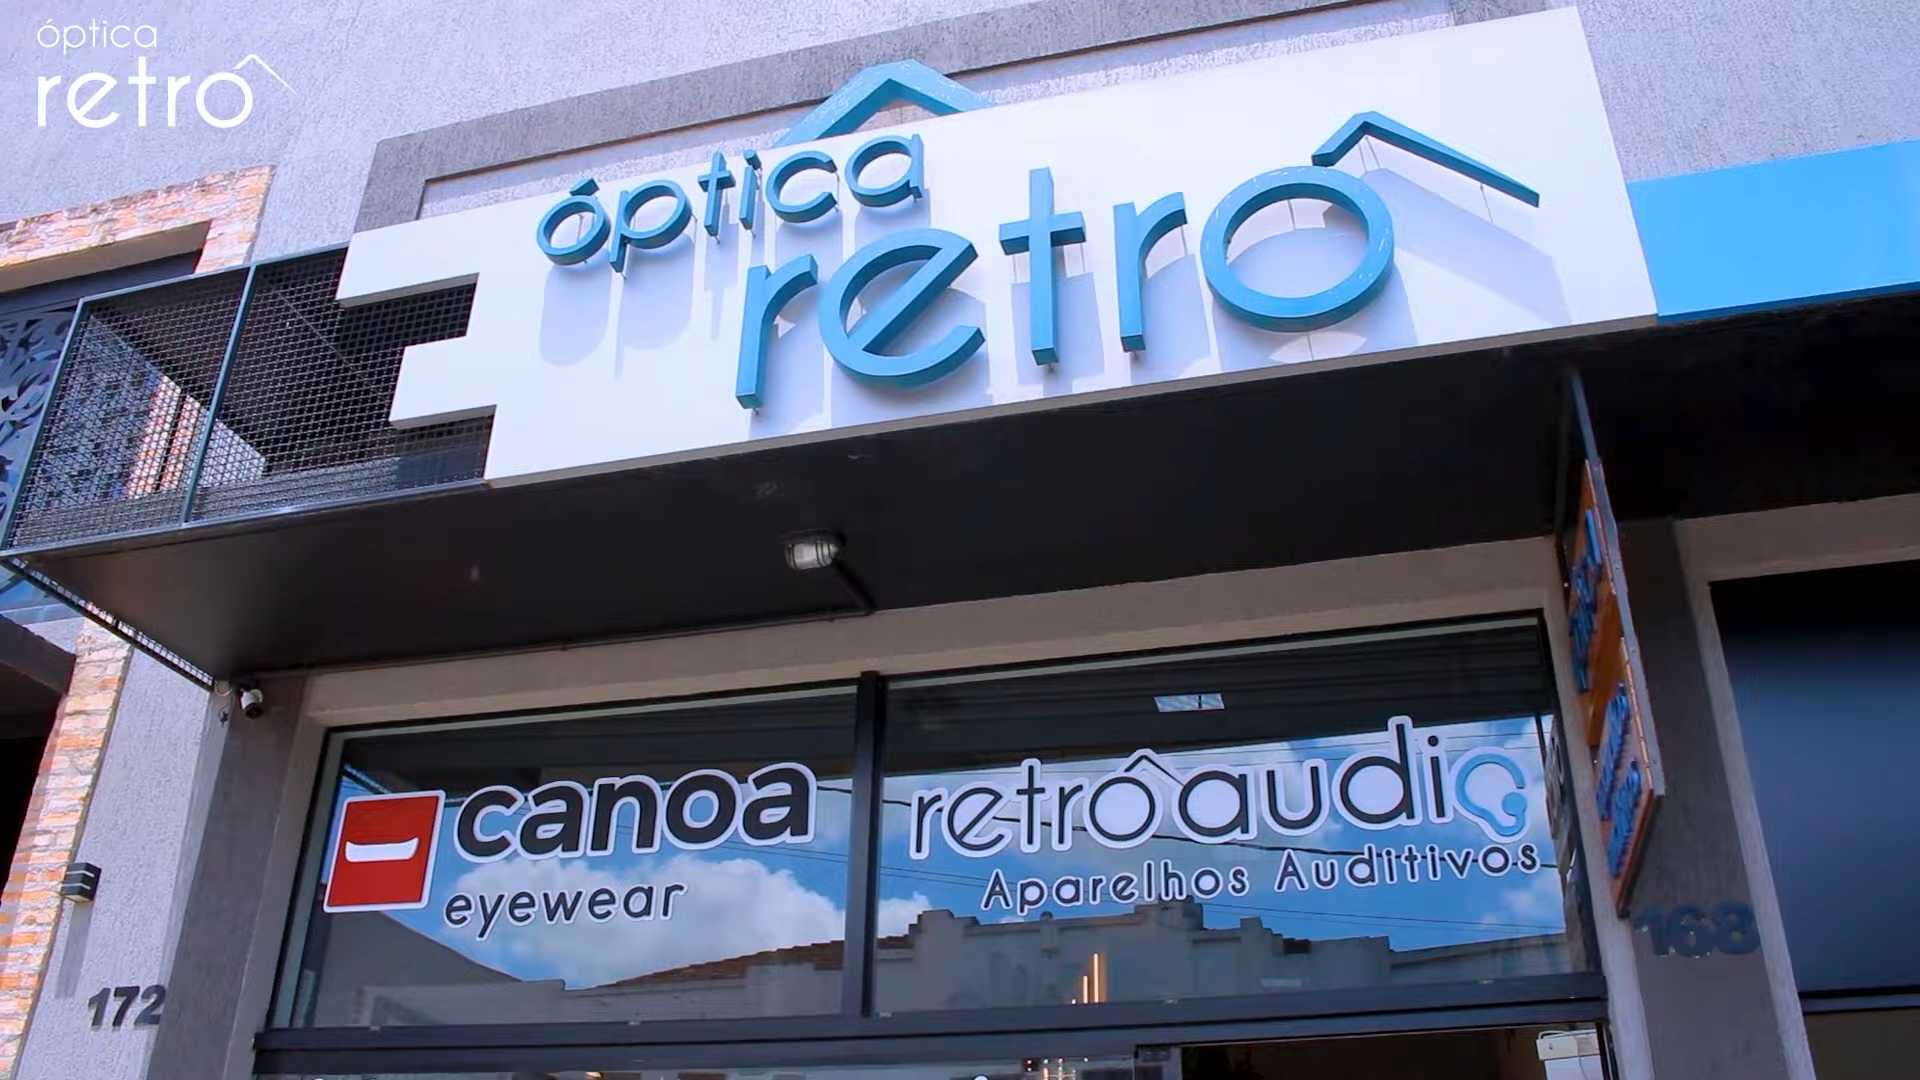 óptica
retrô
óptica
retrô
canoa
eyewear
retrôaudio
Aparelhos Auditivos
172
168